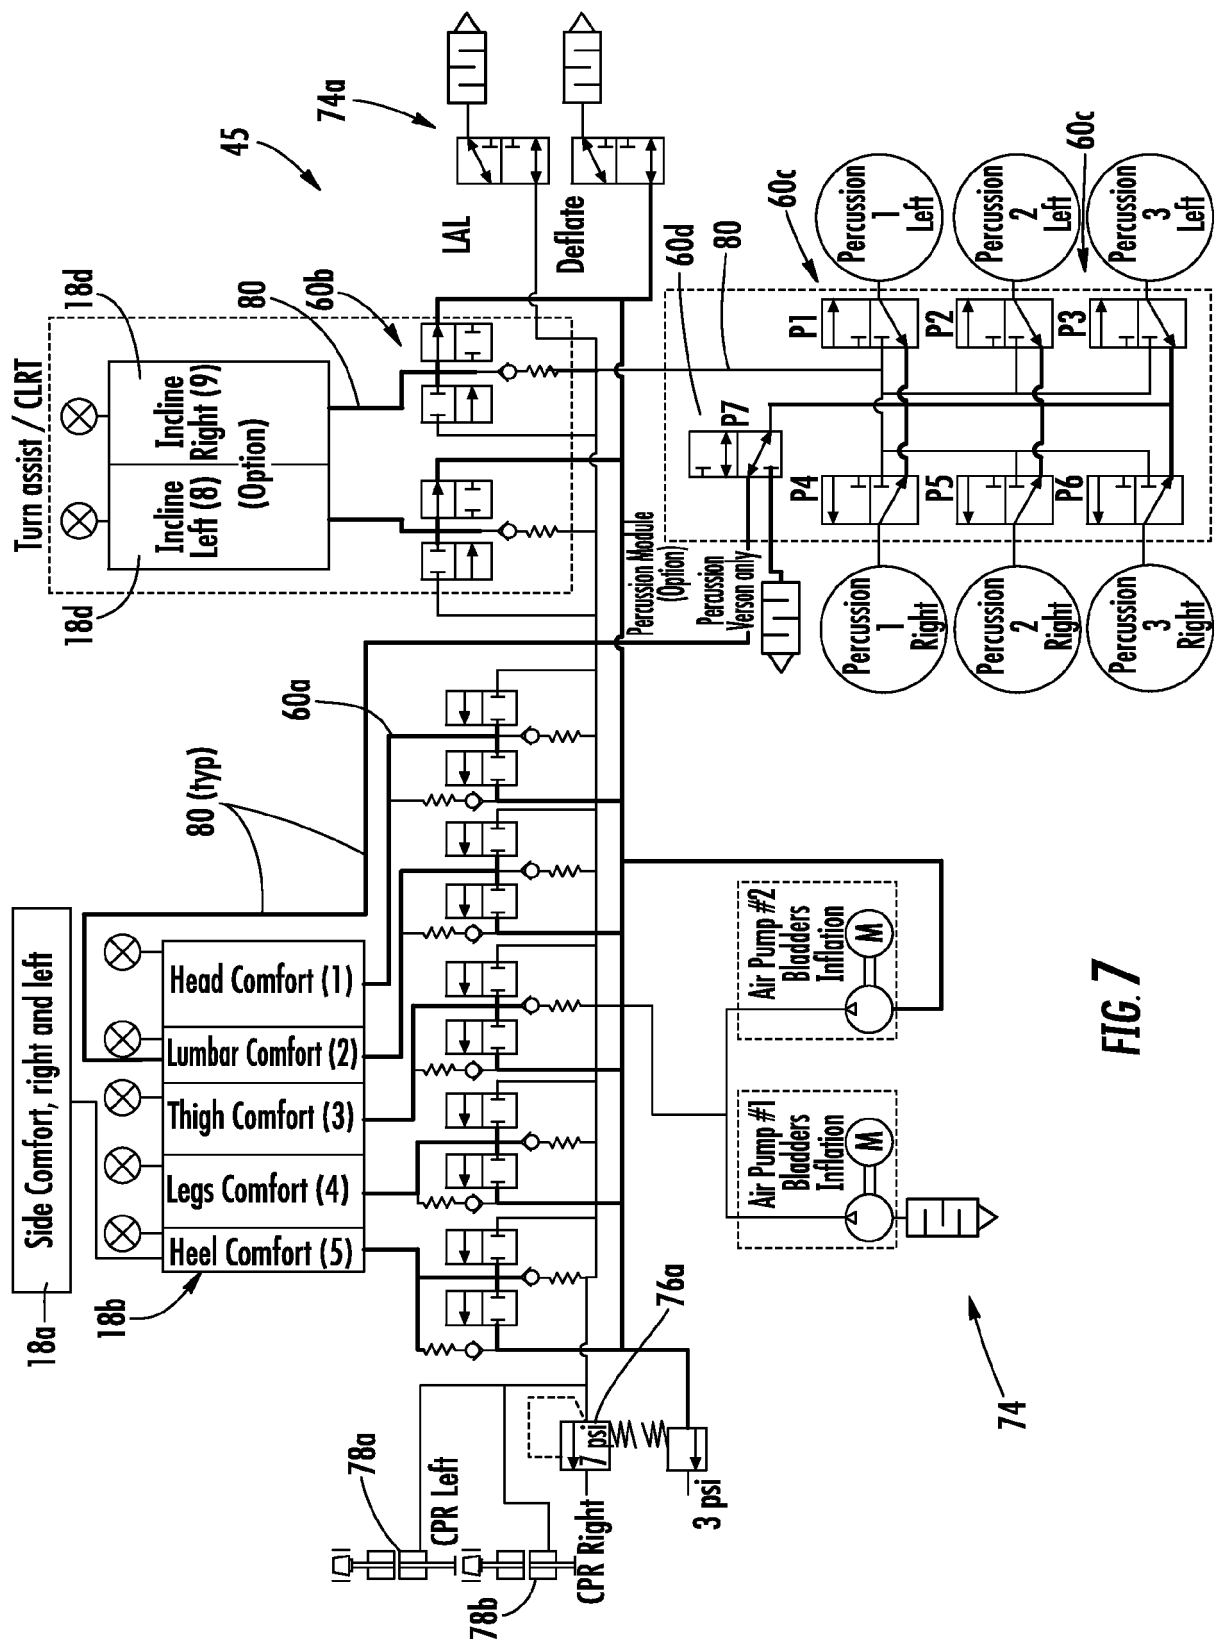 Turn assist / CLRT
18d
18d
Incline
Left (8)
Incline
Right (9)
(Option)
80
60b
45
74a
LAL
Deflate
Side Comfort, right and left
18a
18b
80 (typ)
60a
Head Comfort (1)
Lumbar Comfort (2)
Thigh Comfort (3)
Legs Comfort (4)
Heel Comfort (5)
78a
CPR Left
78b
CPR Right
7 psi
76a
3 psi
Air Pump #1
Bladders
Inflation
M
Air Pump #2
Bladders
Inflation
M
74
Percussion Module
(Option)
Percussion
Verson only
60d
80
60c
60c
P7
P1
P2
P3
P4
P5
P6
Percussion
1
Left
Percussion
2
Left
Percussion
3
Left
Percussion
1
Right
Percussion
2
Right
Percussion
3
Right
FIG. 7